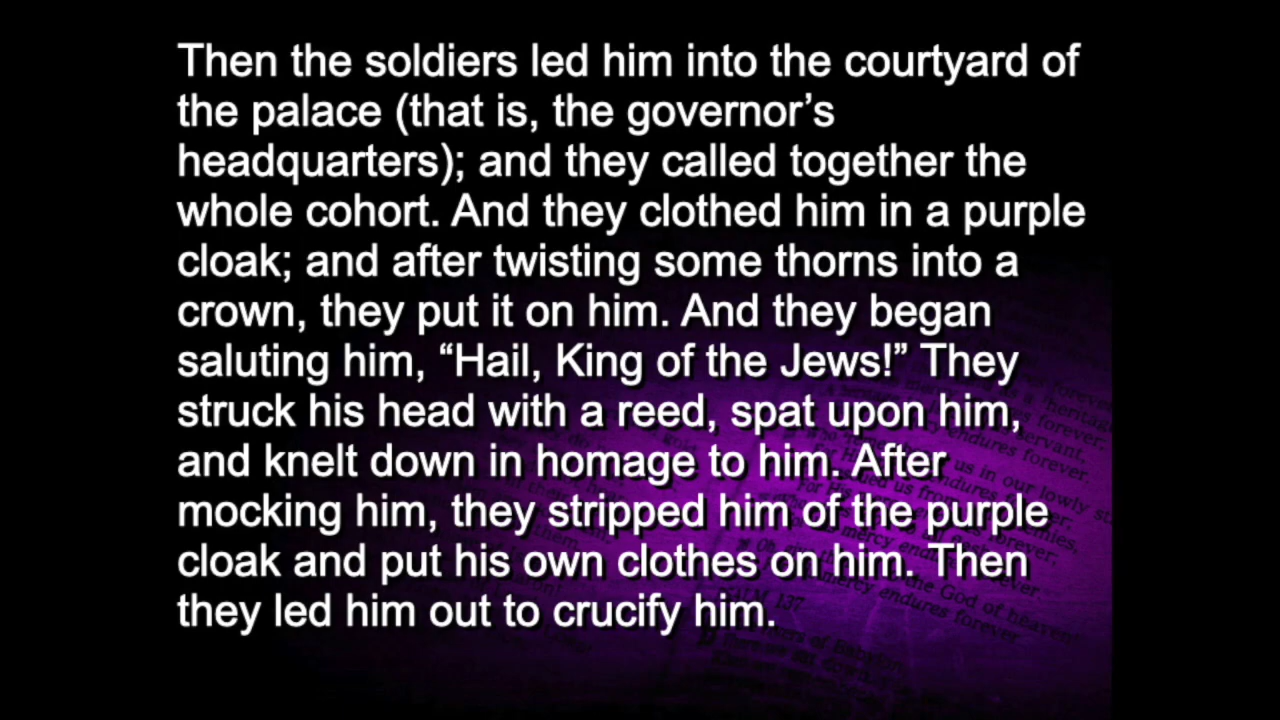 Then the soldiers led him into the courtyard of
the palace (that is, the governor’s
headquarters); and they called together the
whole cohort. And they clothed him in a purple
cloak; and after twisting some thorns into a
crown, they put it on him. And they began
saluting him, “Hail, King of the Jews!” They
struck his head with a reed, spat upon him,
and knelt down in homage to him. After
mocking him, they stripped him of the purple
cloak and put his own clothes on him. Then
they led him out to crucify him.